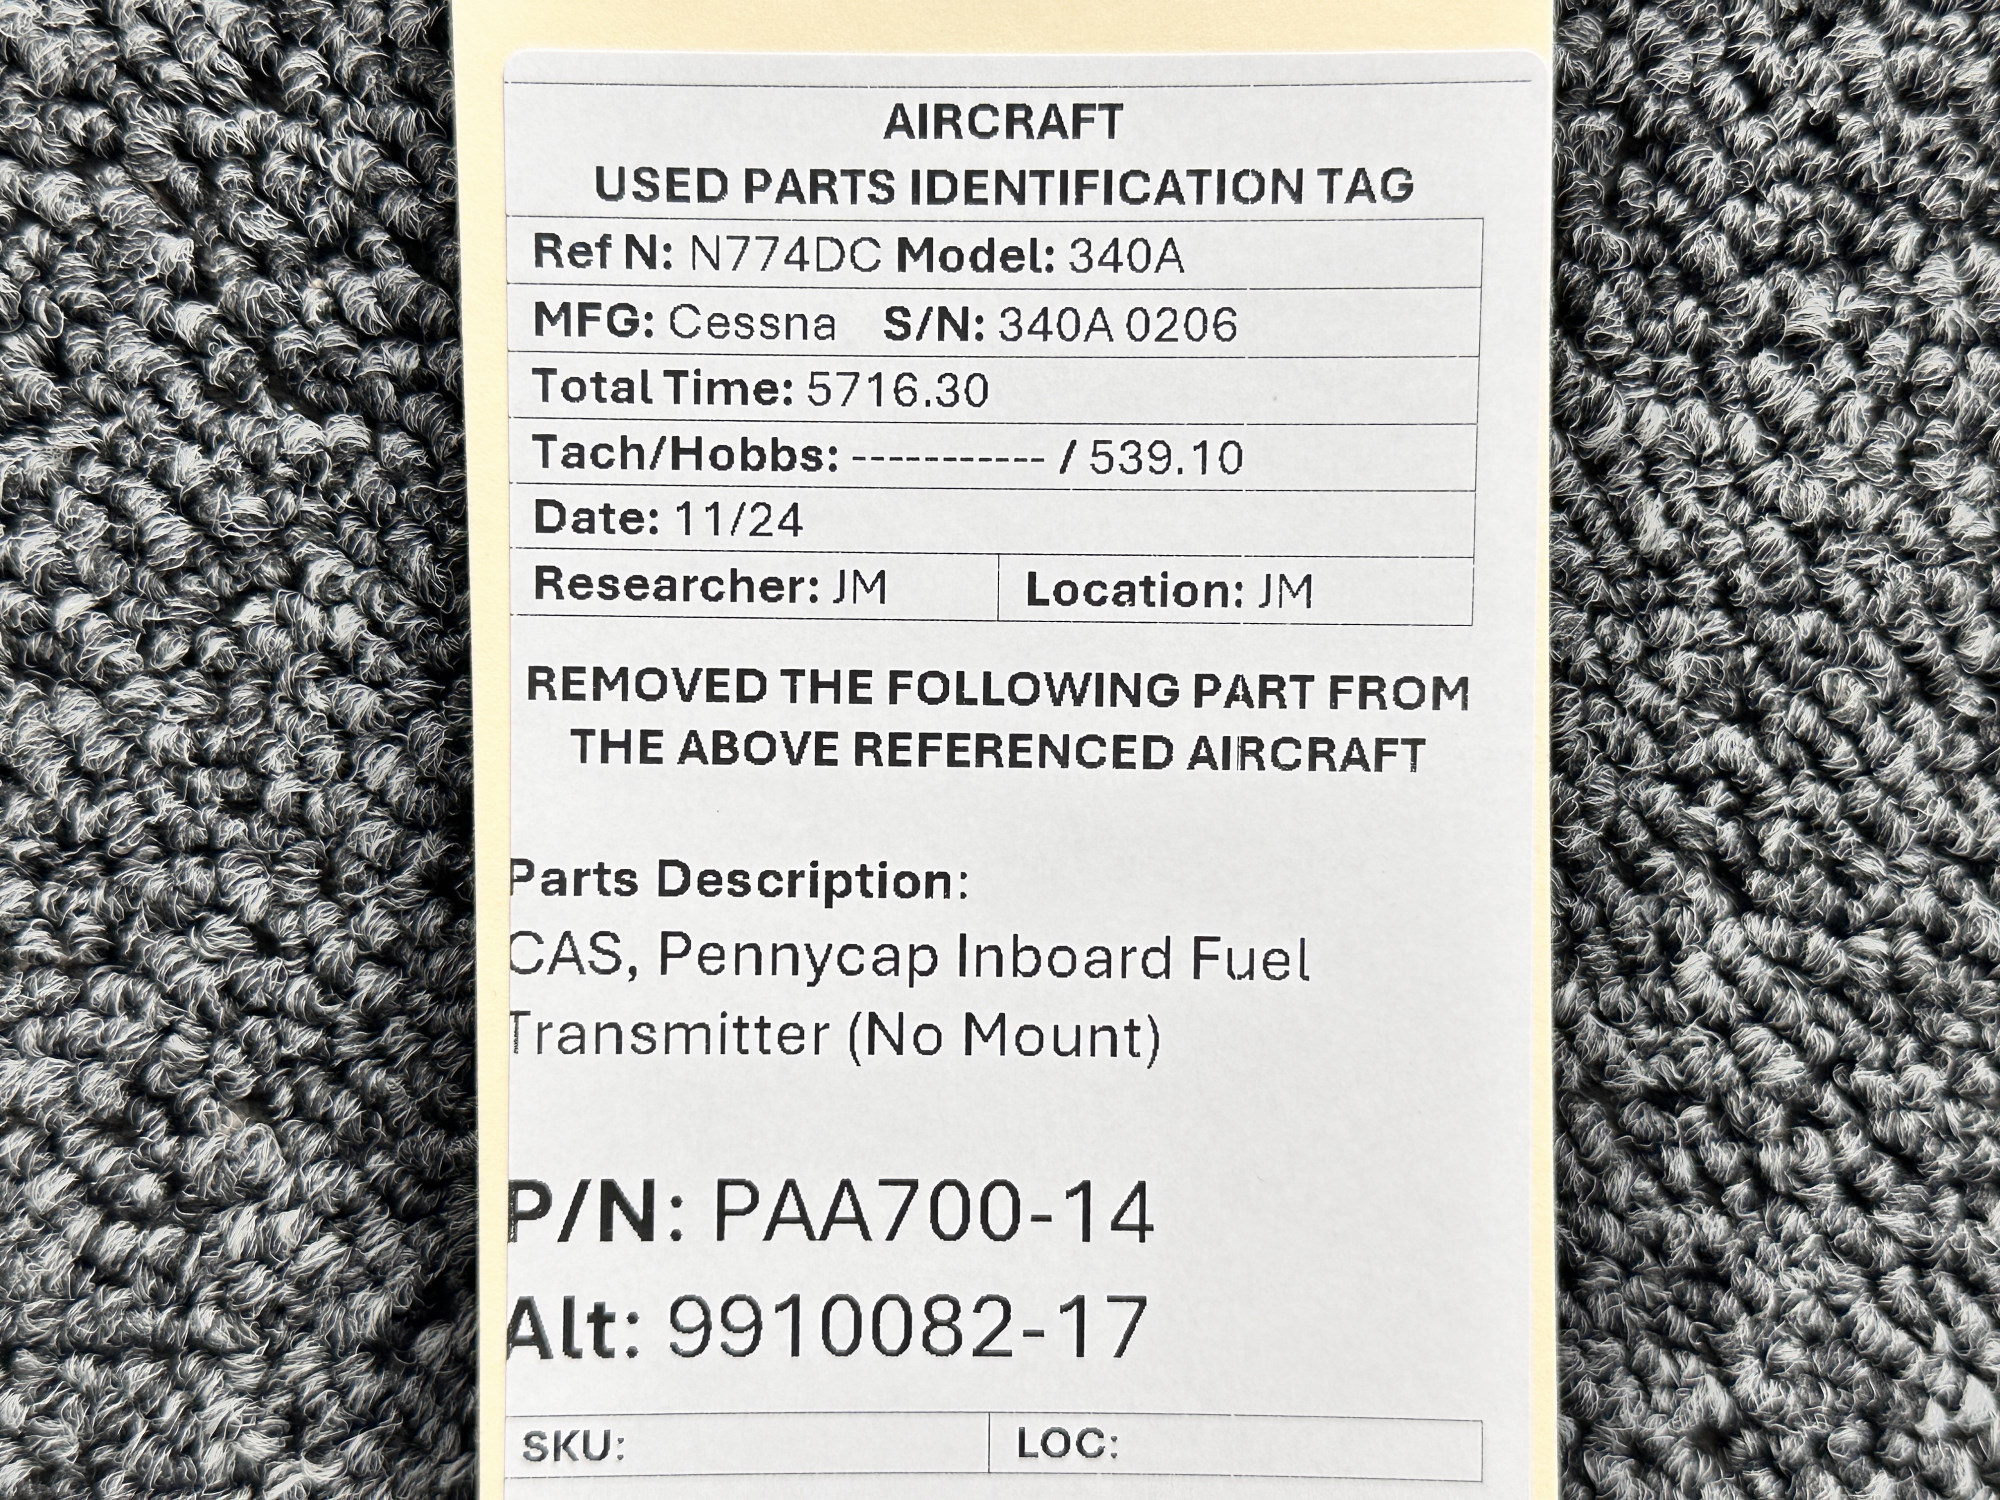 AIRCRAFT
USED PARTS IDENTIFICATION TAG
Ref N: N774DC Model: 340A
MFG: Cessna S/N: 340A 0206
Total Time: 5716.30
Tach/Hobbs: ----------- / 539.10
Date: 11/24
Researcher: JM Location: JM
REMOVED THE FOLLOWING PART FROM
THE ABOVE REFERENCED AIRCRAFT
Parts Description:
CAS, Pennycap Inboard Fuel
Transmitter (No Mount)
P/N: PAA700-14
Alt: 9910082-17
SKU: LOC: